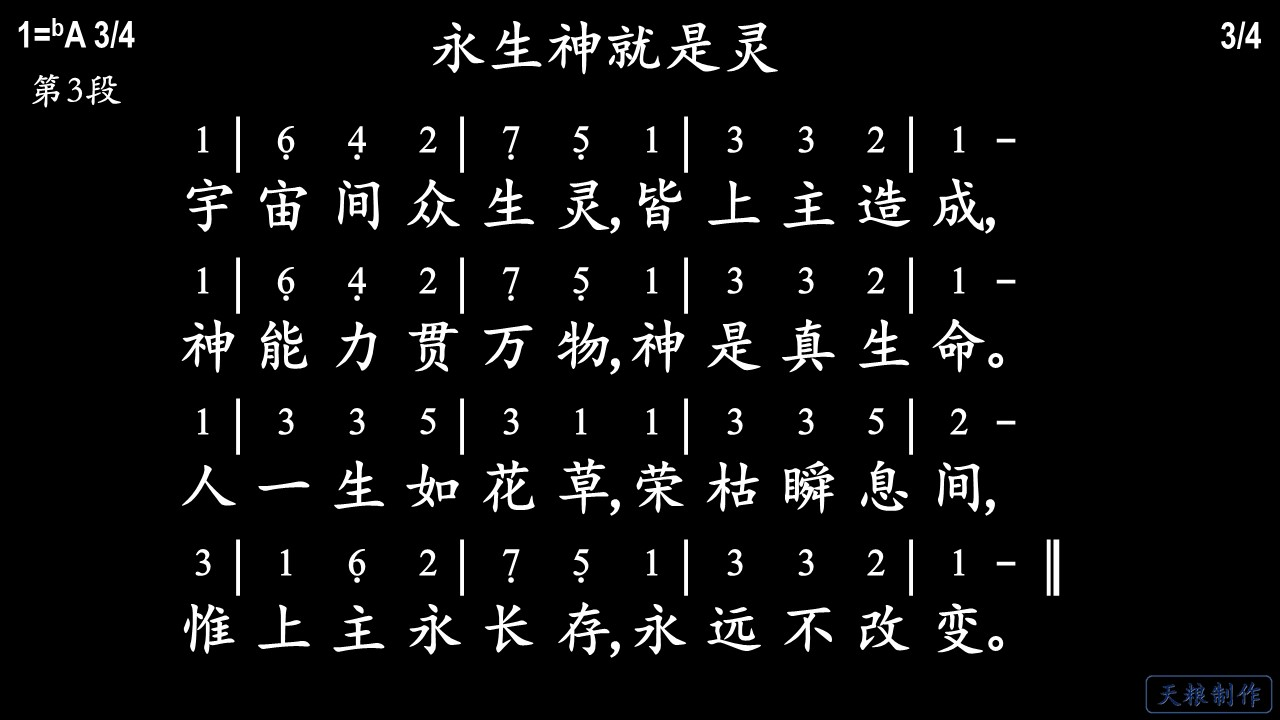 1=ᵇA 3/4
永生神就是灵
3/4
第3段
1 | 6̣ 4̣ 2 | 7̣ 5̣ 1 | 3 3 2 | 1 –
宇宙间众生灵,皆上主造成,
1 | 6̣ 4̣ 2 | 7̣ 5̣ 1 | 3 3 2 | 1 –
神能力贯万物,神是真生命。
1 | 3 3 5 | 3 1 1 | 3 3 5 | 2 –
人一生如花草,荣枯瞬息间,
3 | 1 6̣ 2 | 7̣ 5̣ 1 | 3 3 2 | 1 – ‖
惟上主永长存,永远不改变。
天粮制作